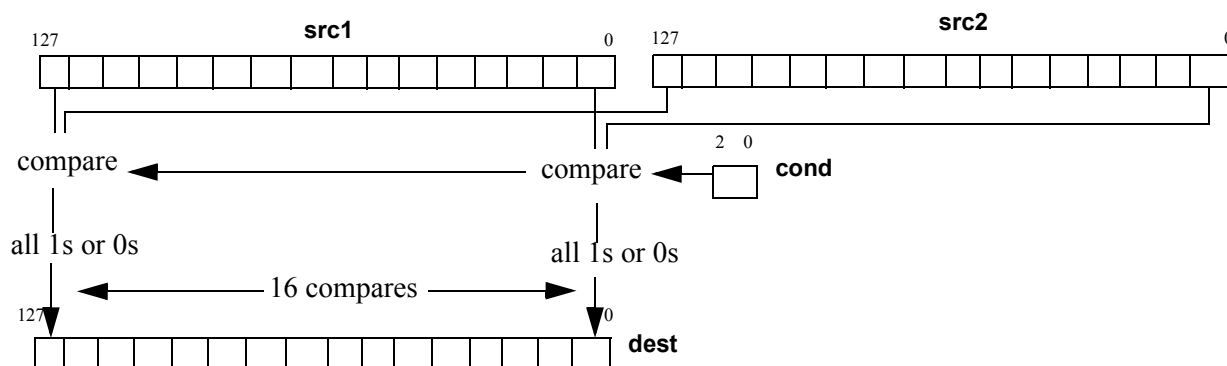 src1
src2
127 0 127 0
2 0
compare compare cond
all 1s or 0s all 1s or 0s
16 compares
127 0
dest